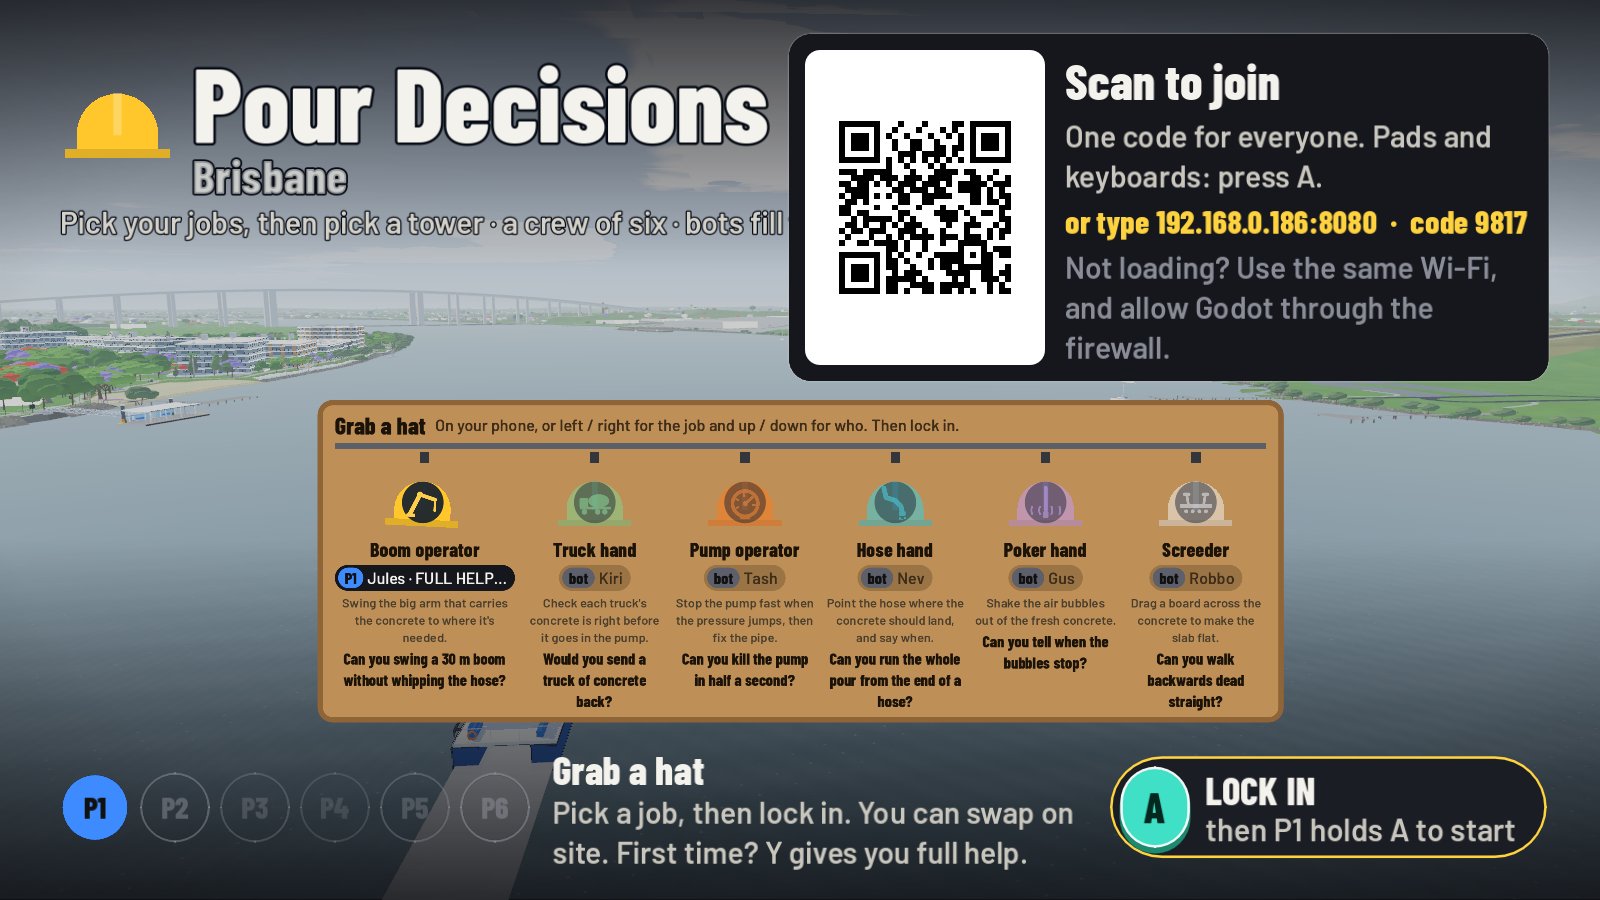 Pour Decisions
Brisbane
Pick your jobs, then pick a tower · a crew of six · bots fill
Scan to join
One code for everyone. Pads and
keyboards: press A.
or type 192.168.0.186:8080 · code 9817
Not loading? Use the same Wi-Fi,
and allow Godot through the
firewall.
Grab a hat On your phone, or left / right for the job and up / down for who. Then lock in.
Boom operator
P1 Jules · FULL HELP...
Swing the big arm that carries
the concrete to where it's
needed.
Can you swing a 30 m boom
without whipping the hose?
Truck hand
bot Kiri
Check each truck's
concrete is right before
it goes in the pump.
Would you send a
truck of concrete
back?
Pump operator
bot Tash
Stop the pump fast when
the pressure jumps, then
fix the pipe.
Can you kill the pump
in half a second?
Hose hand
bot Nev
Point the hose where the
concrete should land,
and say when.
Can you run the whole
pour from the end of a
hose?
Poker hand
bot Gus
Shake the air bubbles
out of the fresh concrete.
Can you tell when the
bubbles stop?
Screeder
bot Robbo
Drag a board across the
concrete to make the
slab flat.
Can you walk
backwards dead
straight?
P1 P2 P3 P4 P5 P6
Grab a hat
Pick a job, then lock in. You can swap on
site. First time? Y gives you full help.
A
LOCK IN
then P1 holds A to start